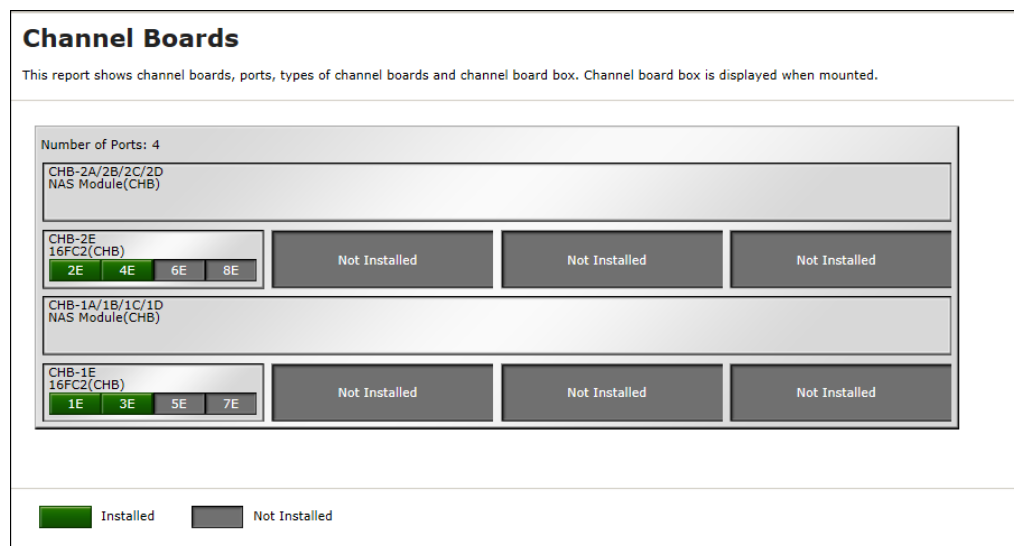 Channel Boards
This report shows channel boards, ports, types of channel boards and channel board box. Channel board box is displayed when mounted.
Number of Ports: 4
CHB-2A/2B/2C/2D
NAS Module(CHB)
CHB-2E
16FC2(CHB)
2E 4E 6E 8E
Not Installed Not Installed Not Installed
CHB-1A/1B/1C/1D
NAS Module(CHB)
CHB-1E
16FC2(CHB)
1E 3E 5E 7E
Not Installed Not Installed Not Installed
Installed Not Installed